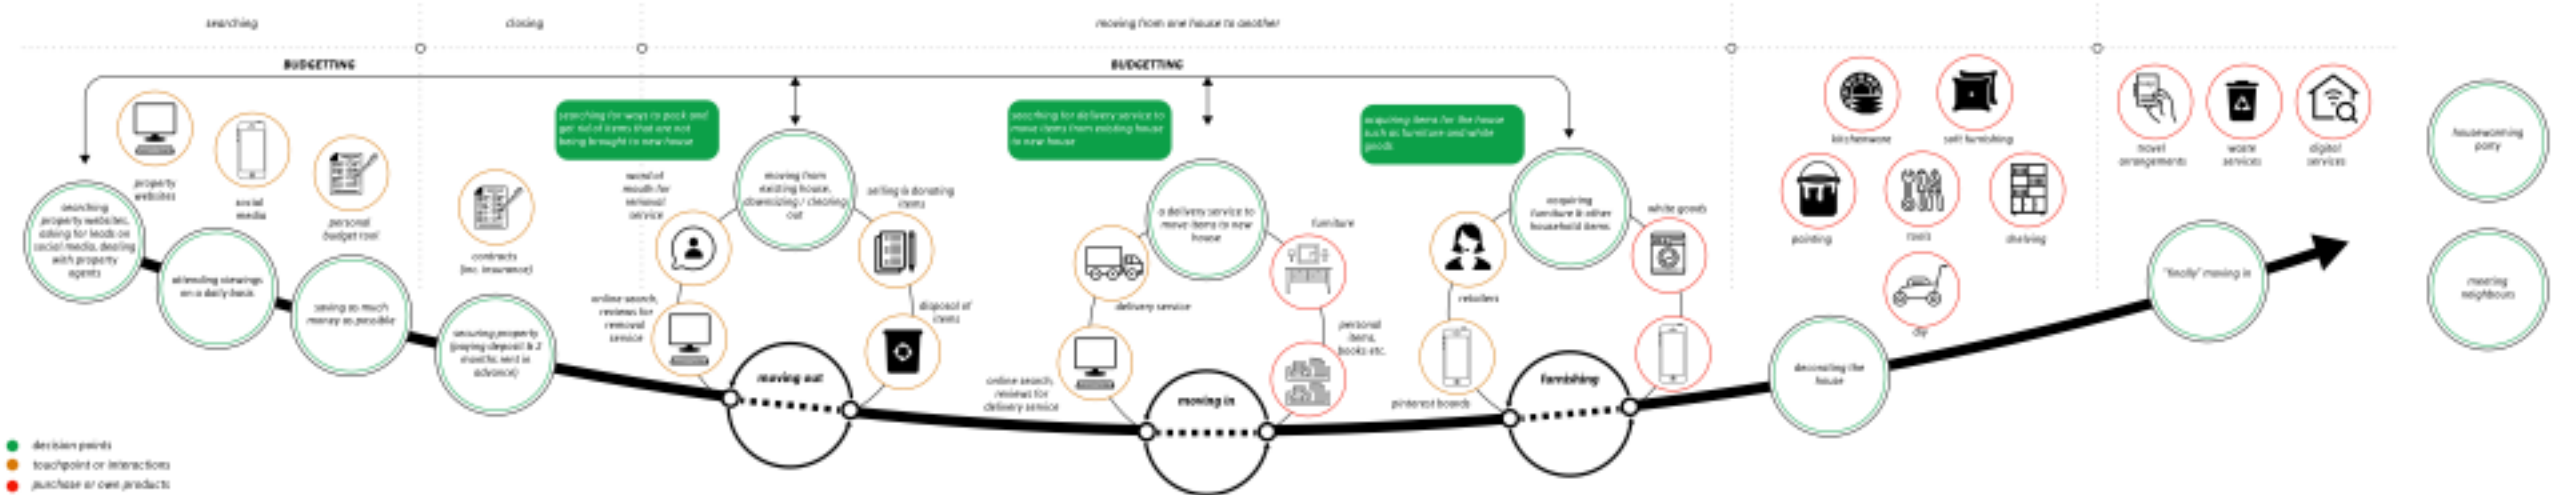 searching
closing
moving from one house to another
BUDGETTING
BUDGETTING
searching for ways to pack and
get rid of items that are not
being brought to new house
searching for delivery service to
move items from existing house
to new house
acquiring items for the house
such as furniture and white
goods
property
websites
social
media
personal
budget tool
searching
property websites,
asking for leads on
social media, dealing
with property
agents
attending viewings
on a daily basis
saving as much
money as possible
contracts
(inc. insurance)
securing property
(paying deposit & 2
months rent in
advance)
word of
mouth for
removal
service
online search,
reviews for
removal
service
moving from
existing house,
downsizing / clearing
out
selling & donating
items
disposal of
items
moving out
a delivery service to
move items to new
house
delivery service
online search,
reviews for
delivery service
furniture
personal
items,
books etc.
moving in
acquiring
furniture & other
household items
retailers
pinterest boards
white goods
furnishing
kitchenware
soft furnishing
painting
tools
shelving
diy
decorating the
house
travel
arrangements
waste
services
digital
services
"finally" moving in
housewarming
party
meeting
neighbours
decision points
touchpoint or interactions
purchase or own products